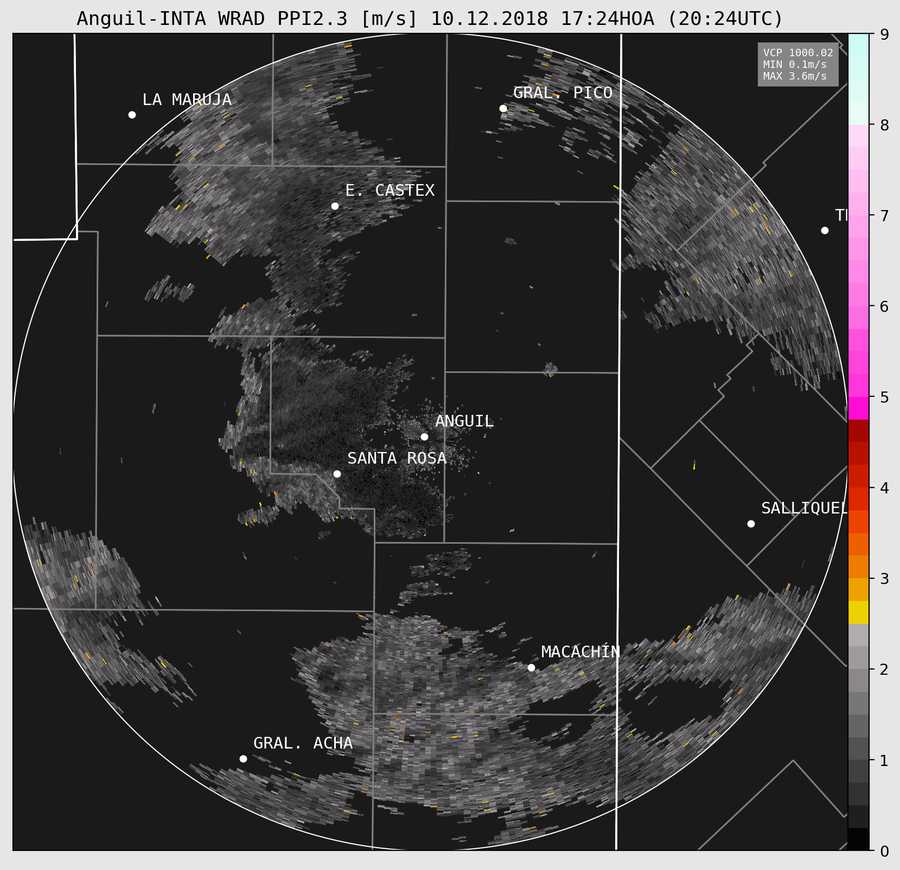 Anguil-INTA WRAD PPI2.3 [m/s] 10.12.2018 17:24HOA (20:24UTC)
VCP 1000.02
MIN 0.1m/s
MAX 3.6m/s
LA MARUJA
GRAL. PICO
E. CASTEX
ANGUIL
SANTA ROSA
SALLIQUEL
MACACHÍN
GRAL. ACHA
9
8
7
6
5
4
3
2
1
0